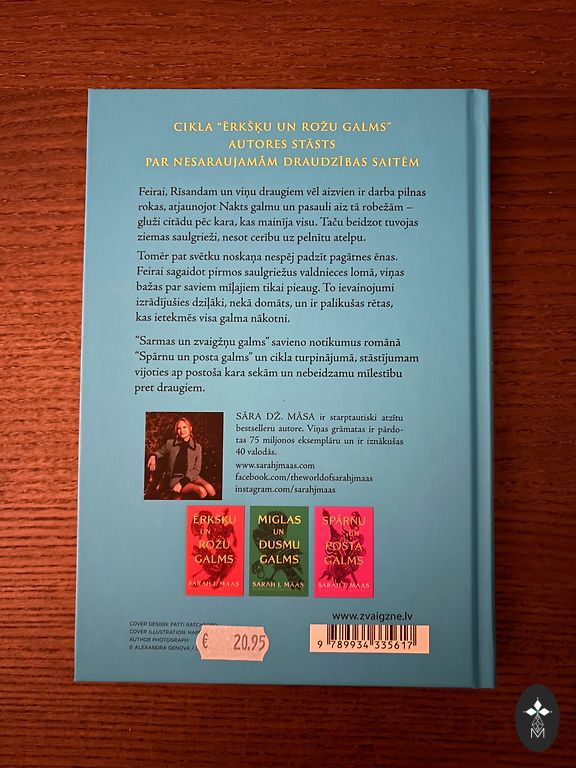 CIKLA "ĒRKŠĶU UN ROŽU GALMS"
AUTORES STĀSTS
PAR NESARAUJAMĀM DRAUDZĪBAS SAITĒM
Feirai, Rīsandam un viņu draugiem vēl aizvien ir darba pilnas
rokas, atjaunojot Nakts galmu un pasauli aiz tā robežām –
gluži citādu pēc kara, kas mainīja visu. Taču beidzot tuvojas
ziemas saulgrieži, nesot cerību uz pelnītu atelpu.
Tomēr pat svētku noskaņa nespēj padzīt pagātnes ēnas.
Feirai sagaidot pirmos saulgriežus valdnieces lomā, viņas
bažas par saviem mīļajiem tikai pieaug. To ievainojumi
izrādījušies dziļāki, nekā domāts, un ir palikušas rētas,
kas ietekmēs visa galma nākotni.
"Sarmas un zvaigžņu galms" savieno notikumus romānā
"Spārnu un posta galms" un cikla turpinājumā, stāstījumam
vijoties ap postoša kara sekām un nebeidzamu mīlestību
pret draugiem.
SĀRA DŽ. MĀSA ir starptautiski atzītu
bestselleru autore. Viņas grāmatas ir pārdo-
tas 75 miljonos eksemplāru un ir iznākušas
40 valodās.
www.sarahjmaas.com
facebook.com/theworldofsarahjmaas
instagram.com/sarahjmaas
ĒRKŠĶU
UN
ROŽU
GALMS
SARAH J. MAAS
MIGLAS
UN
DUSMU
GALMS
SARAH J. MAAS
SPĀRNU
UN
POSTA
GALMS
SARAH J. MAAS
COVER DESIGN: PATTI
COVER ILLUSTRATION:
AUTHOR PHOTOGRAPH
© ALEXANDRA GENOVA /
€ 20.95
www.zvaigzne.lv
9 789934 335617
M